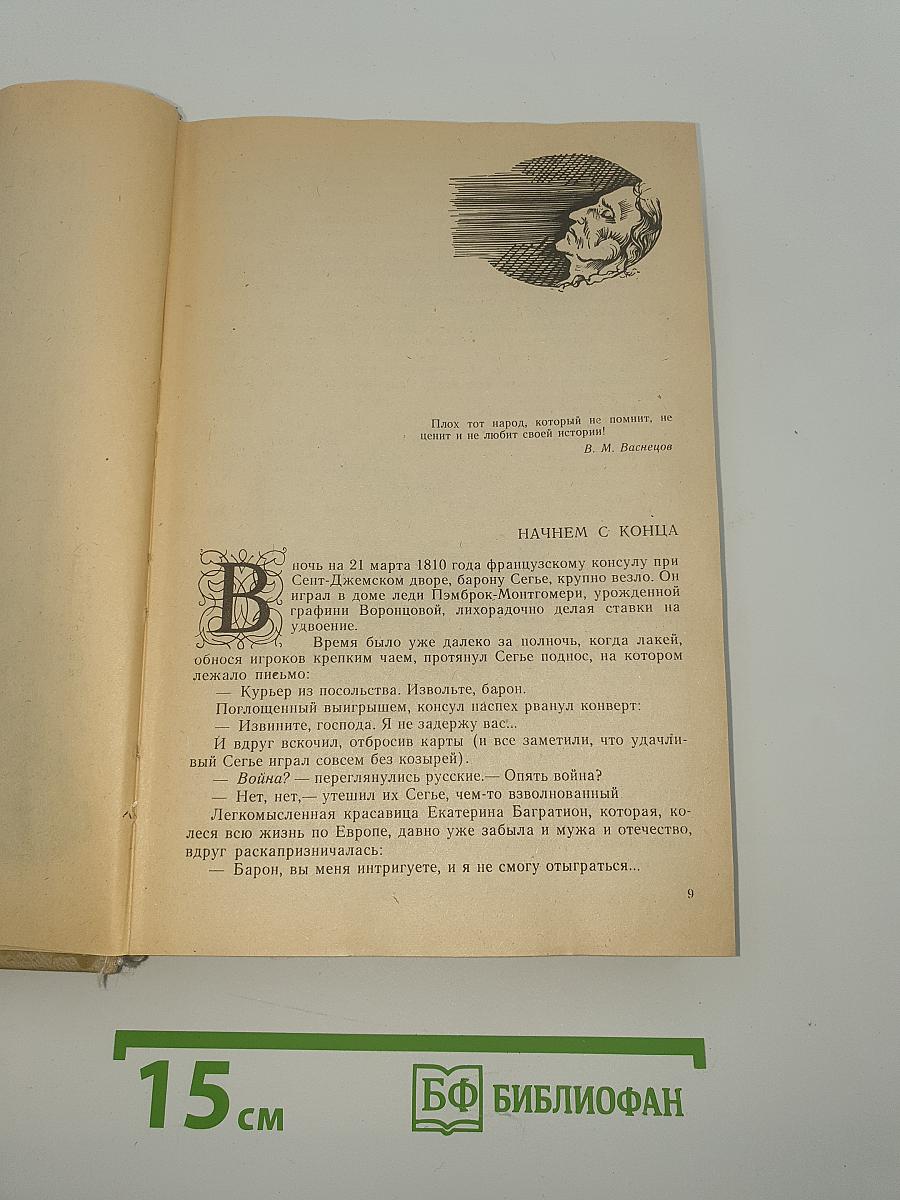 Плох тот народ, который не помнит, не
ценит и не любит своей истории!
В. М. Васнецов
НАЧНЕМ С КОНЦА
В ночь на 21 марта 1810 года французскому консулу при
Сент-Джемском дворе, барону Сегье, крупно везло. Он
играл в доме леди Пэмброк-Монтгомери, урожденной
графини Воронцовой, лихорадочно делая ставки на
удвоение.
Время было уже далеко за полночь, когда лакей,
обнося игроков крепким чаем, протянул Сегье поднос, на котором
лежало письмо:
— Курьер из посольства. Извольте, барон.
Поглощенный выигрышем, консул наспех рванул конверт:
— Извините, господа. Я не задержу вас...
И вдруг вскочил, отбросив карты (и все заметили, что удачли-
вый Сегье играл совсем без козырей).
— Война? — переглянулись русские.— Опять война?
— Нет, нет,— утешил их Сегье, чем-то взволнованный
Легкомысленная красавица Екатерина Багратион, которая, ко-
леся всю жизнь по Европе, давно уже забыла и мужа и отечество,
вдруг раскапризничалась:
— Барон, вы меня интригуете, и я не смогу отыграться...
9
15 см
БФ БИБЛИОФАН